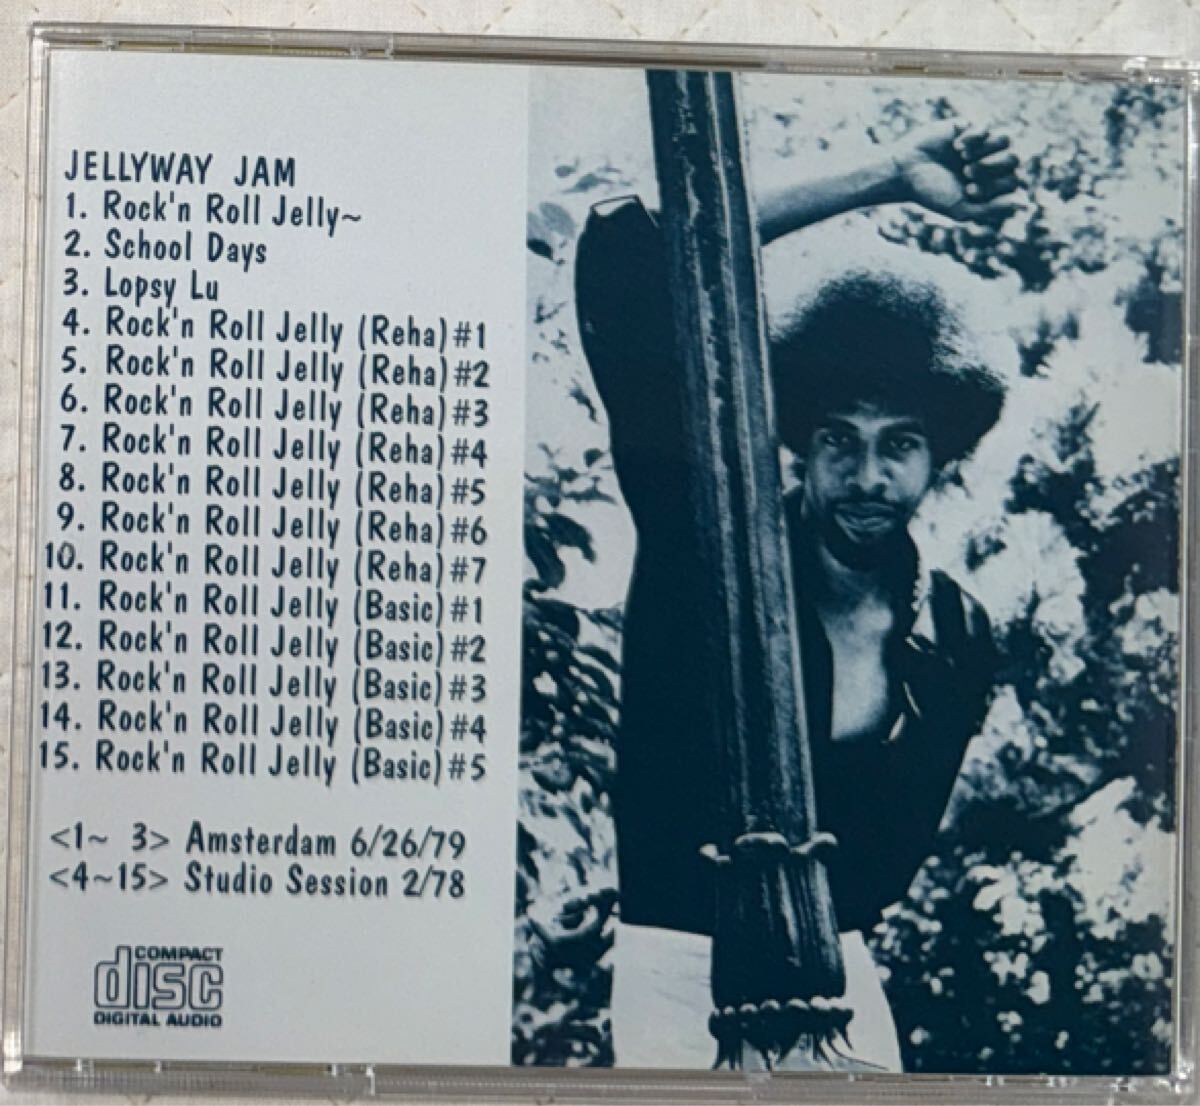 JELLYWAY JAM
1. Rock'n Roll Jelly~
2. School Days
3. Lopsy Lu
4. Rock'n Roll Jelly (Reha)#1
5. Rock'n Roll Jelly (Reha)#2
6. Rock'n Roll Jelly (Reha)#3
7. Rock'n Roll Jelly (Reha)#4
8. Rock'n Roll Jelly (Reha)#5
9. Rock'n Roll Jelly (Reha)#6
10. Rock'n Roll Jelly (Reha)#7
11. Rock'n Roll Jelly (Basic)#1
12. Rock'n Roll Jelly (Basic)#2
13. Rock'n Roll Jelly (Basic)#3
14. Rock'n Roll Jelly (Basic)#4
15. Rock'n Roll Jelly (Basic)#5
<1~ 3> Amsterdam 6/26/79
<4~15> Studio Session 2/78
COMPACT
disc
DIGITAL AUDIO